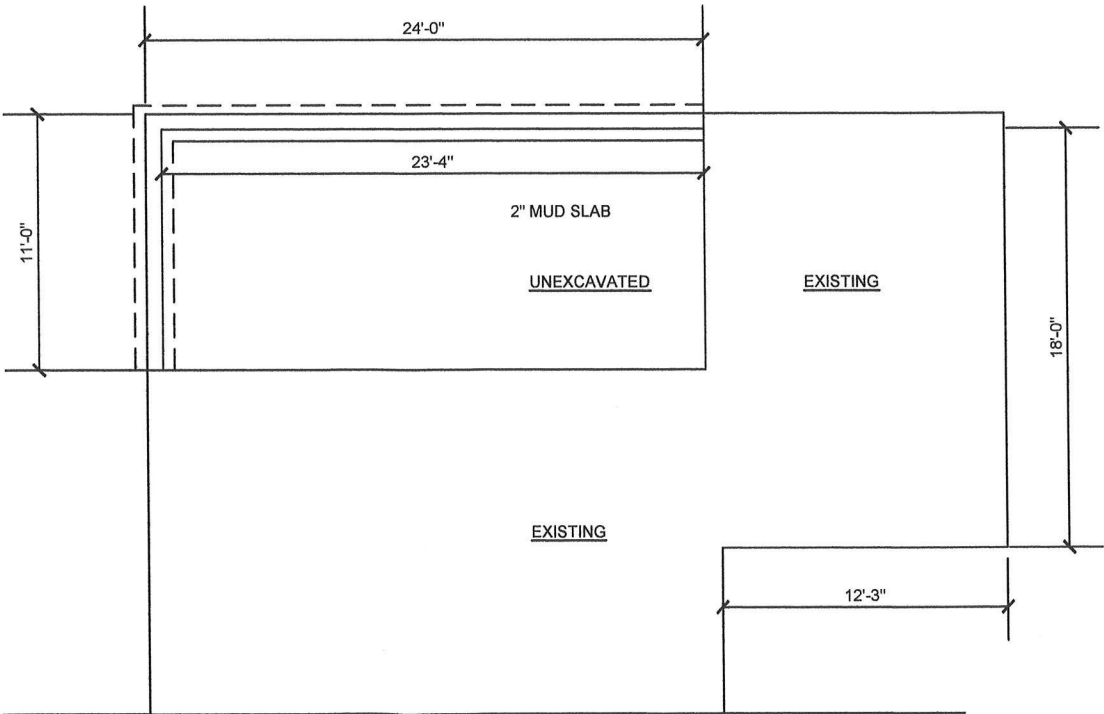 24'-0"
23'-4"
11'-0"
2" MUD SLAB
UNEXCAVATED
EXISTING
18'-0"
EXISTING
12'-3"